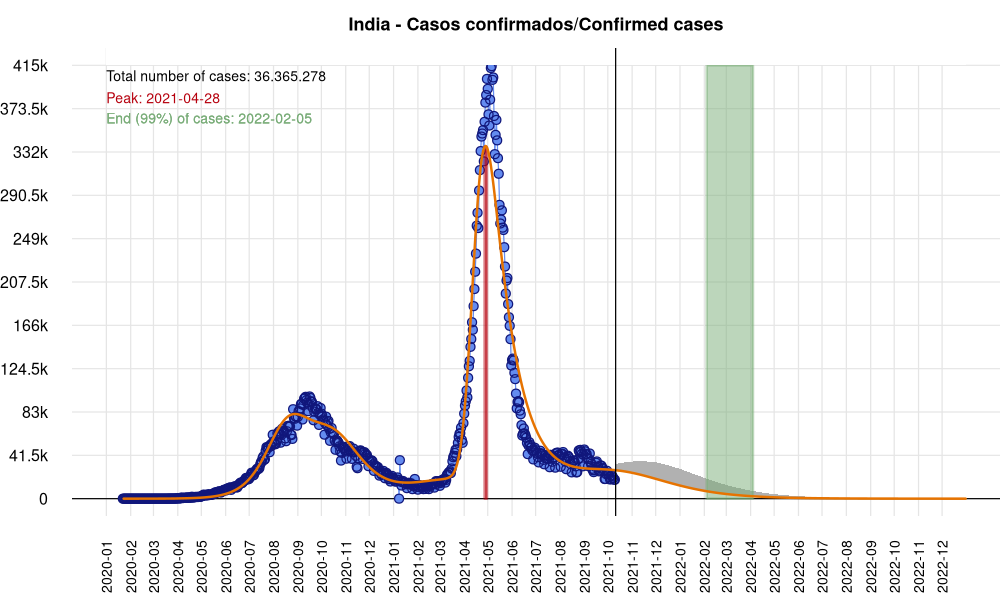 India - Casos confirmados/Confirmed cases
Total number of cases: 36.365.278
Peak: 2021-04-28
End (99%) of cases: 2022-02-05
415k
373.5k
332k
290.5k
249k
207.5k
166k
124.5k
83k
41.5k
0
2020-01
2020-02
2020-03
2020-04
2020-05
2020-06
2020-07
2020-08
2020-09
2020-10
2020-11
2020-12
2021-01
2021-02
2021-03
2021-04
2021-05
2021-06
2021-07
2021-08
2021-09
2021-10
2021-11
2021-12
2022-01
2022-02
2022-03
2022-04
2022-05
2022-06
2022-07
2022-08
2022-09
2022-10
2022-11
2022-12